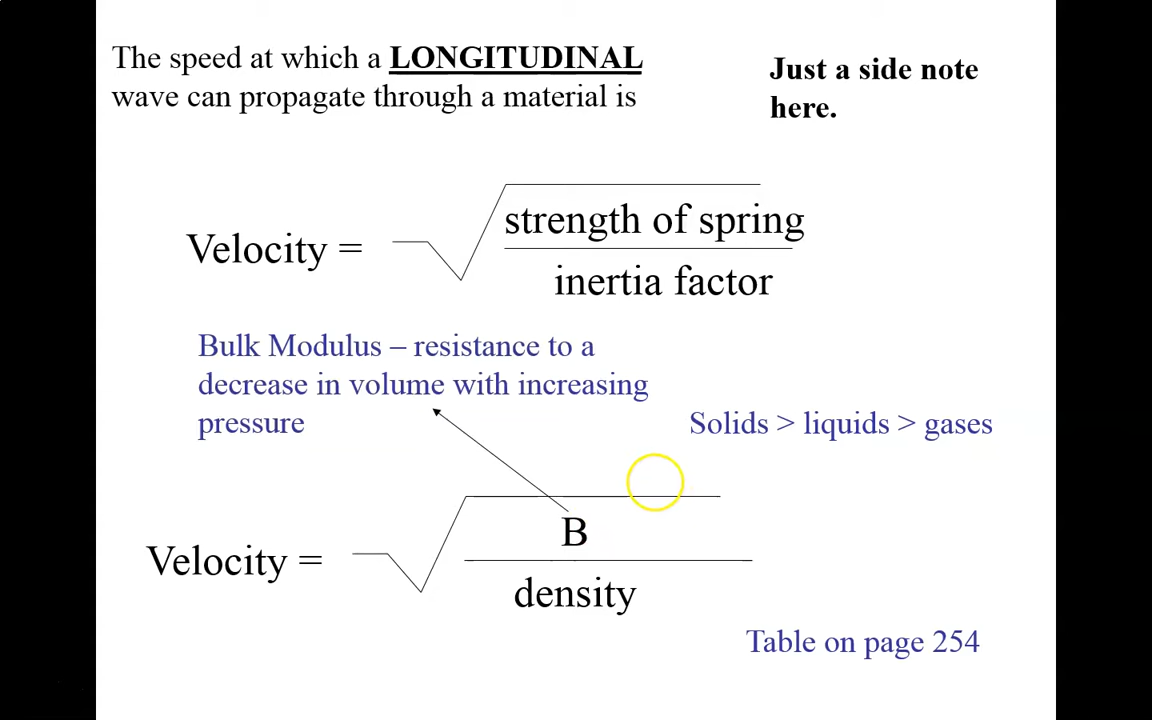 The speed at which a LONGITUDINAL
wave can propagate through a material is
Just a side note
here.
Velocity =
strength of spring
inertia factor
Bulk Modulus – resistance to a
decrease in volume with increasing
pressure
Solids > liquids > gases
Velocity =
B
density
Table on page 254